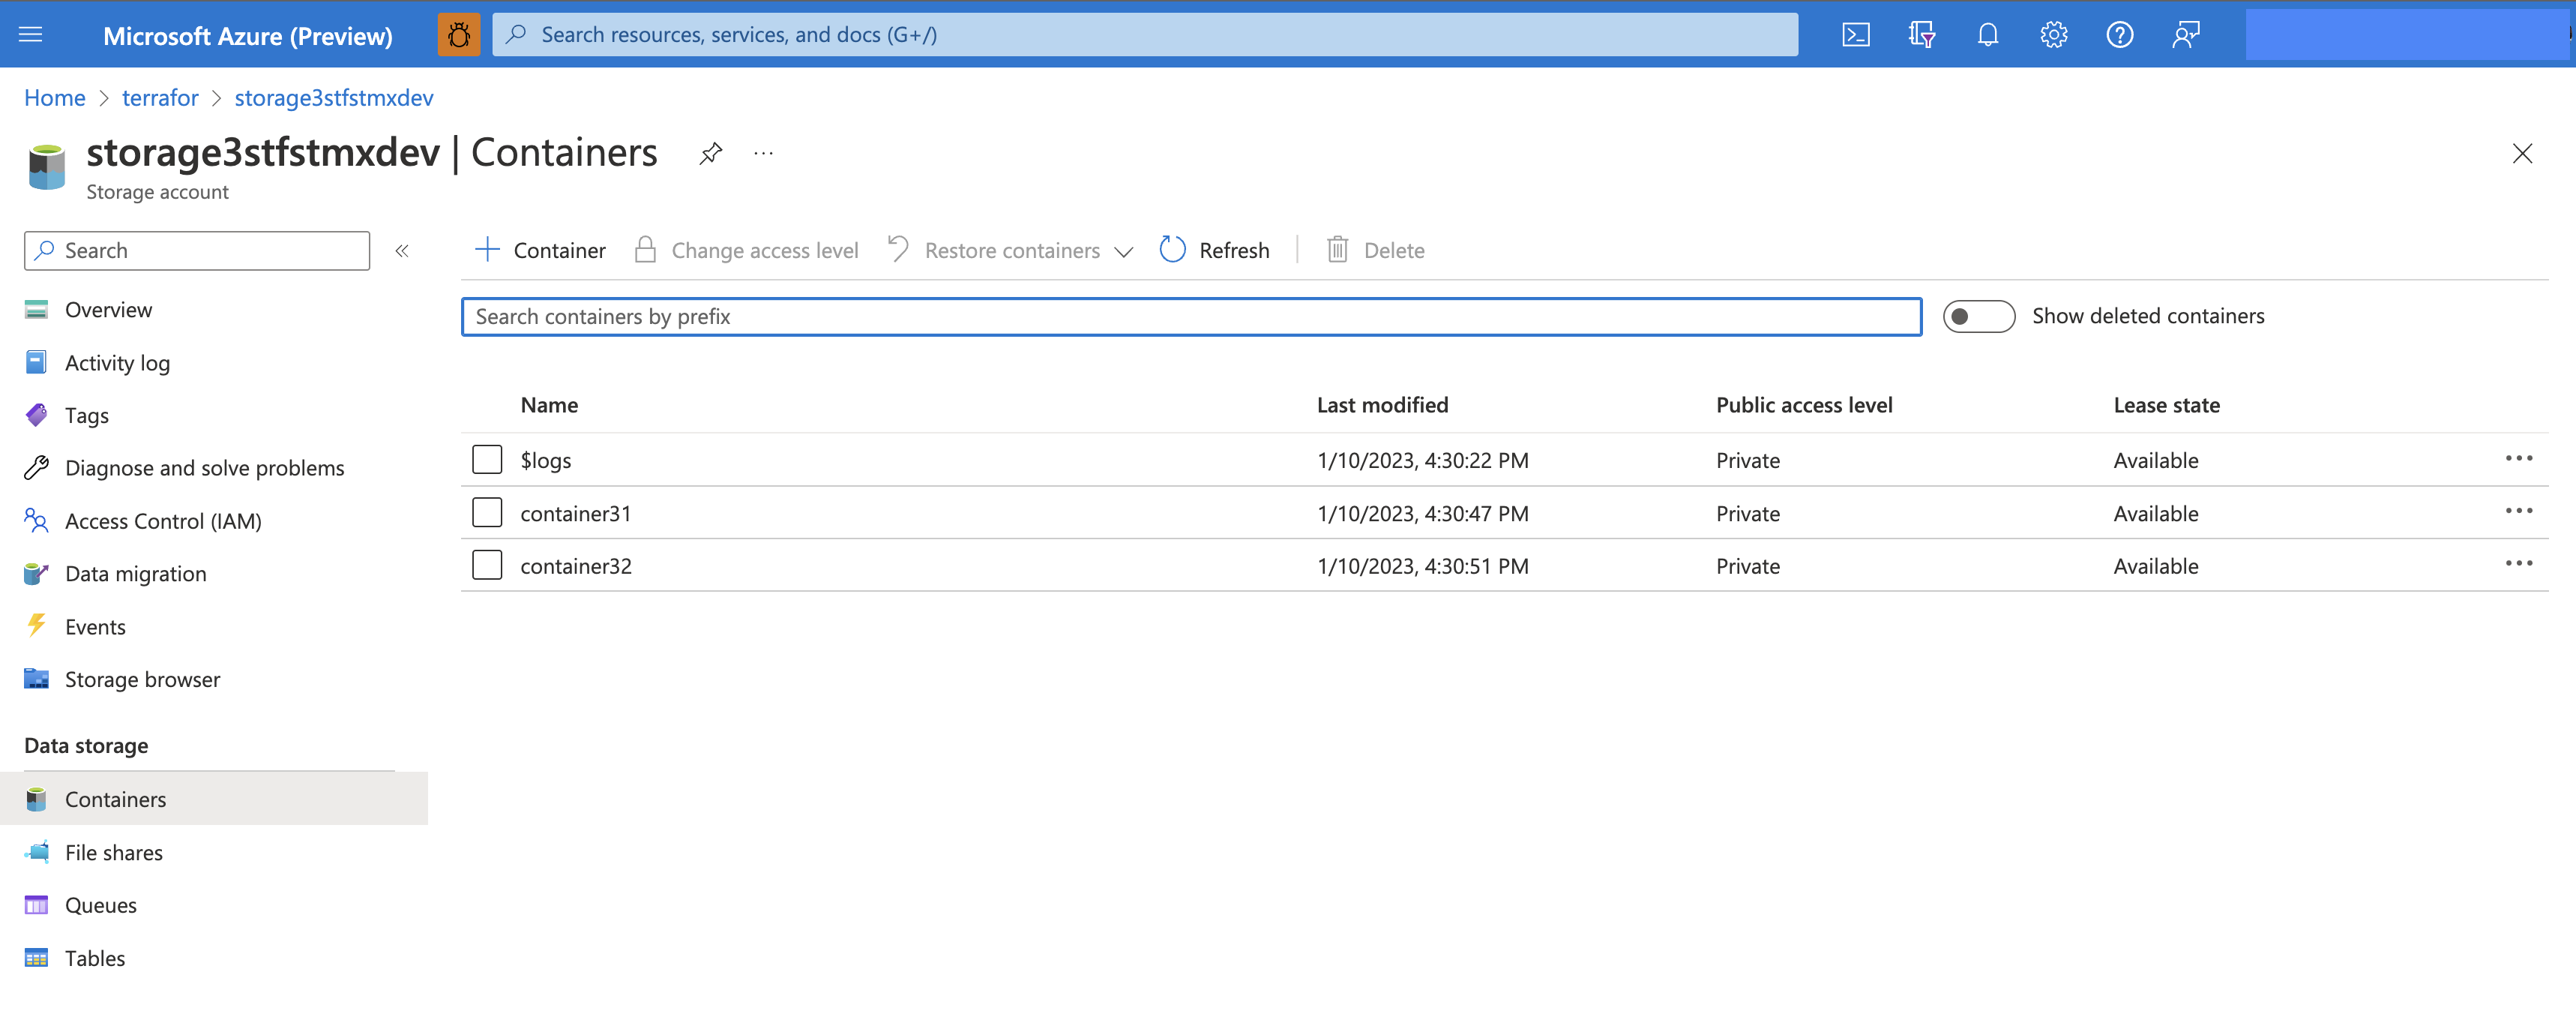 Microsoft Azure (Preview)
Search resources, services, and docs (G+/)
Home > terrafor > storage3stfstmxdev
storage3stfstmxdev | Containers
Storage account
Search
Container
Change access level
Restore containers
Refresh
Delete
Search containers by prefix
Show deleted containers
Overview
Activity log
Tags
Diagnose and solve problems
Access Control (IAM)
Data migration
Events
Storage browser
Data storage
Containers
File shares
Queues
Tables
Name Last modified Public access level Lease state
$logs 1/10/2023, 4:30:22 PM Private Available
container31 1/10/2023, 4:30:47 PM Private Available
container32 1/10/2023, 4:30:51 PM Private Available